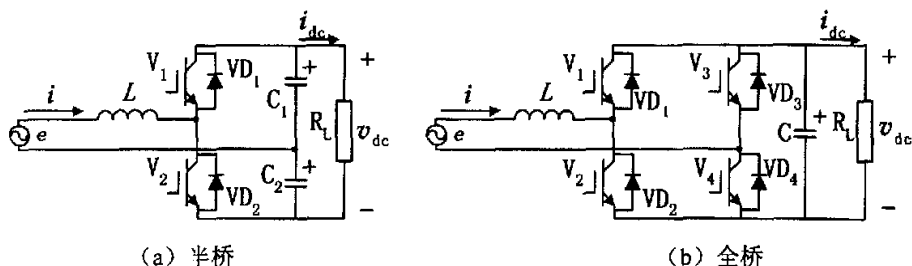 i_dc
V₁
VD₁
C₁
+
i
L
e
R_L
v_dc
V₂
VD₂
C₂
+
+
−
(a) 半桥
i_dc
V₁
VD₁
V₃
VD₃
i
L
e
C
+
R_L
v_dc
V₂
VD₂
V₄
VD₄
+
−
(b) 全桥